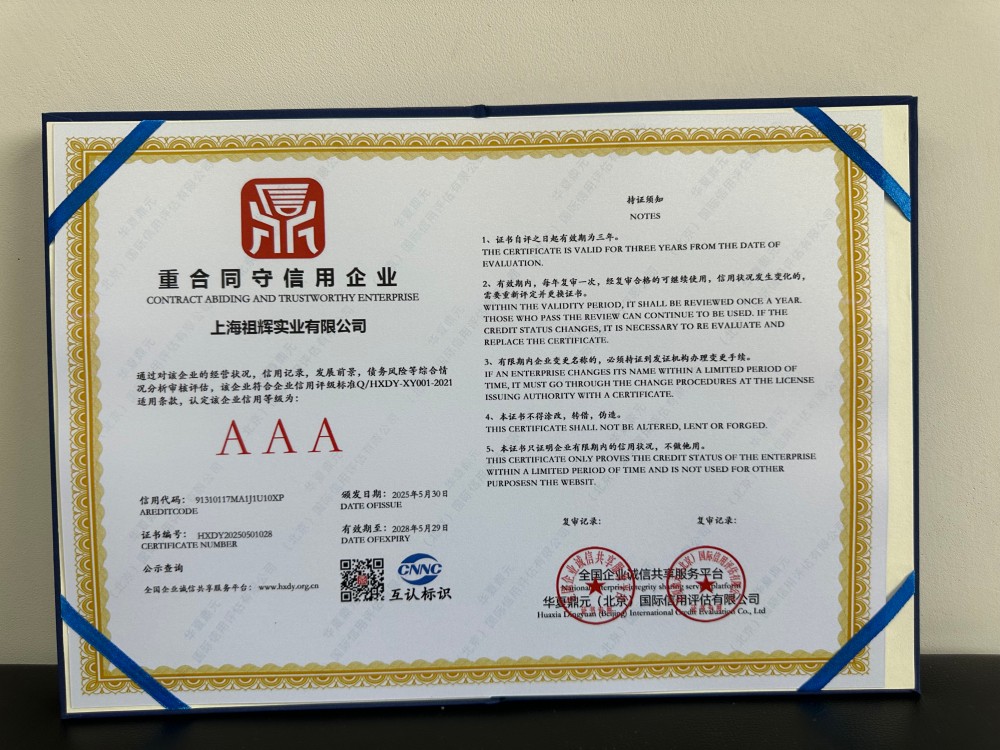 重合同守信用企业
CONTRACT ABIDING AND TRUSTWORTHY ENTERPRISE
上海祖辉实业有限公司
通过对该企业的经营状况，信用记录，发展前景，债务风险等综合情
况分析审核评估，该企业符合企业信用评级标准Q/HXDY-XY001-2021
适用条款，认定该企业信用等级为：
AAA
信用代码： 91310117MA1J1U10XP
AREDITCODE
证书编号： HXDY20250501028
CERTIFICATE NUMBER
公示查询
全国企业诚信共享服务平台：www.hxdy.org.cn
颁发日期：2025年5月30日
DATE OFISSUE
有效期至：2028年5月29日
DATE OFEXPIRY
CNNC
互认标识
持证须知
NOTES
1、证书自评之日起有效期为三年。
THE CERTIFICATE IS VALID FOR THREE YEARS FROM THE DATE OF
EVALUATION.
2、有效期内，每年复审一次，经复审合格的可继续使用，信用状况发生变化的，
需要重新评定并更换证书。
WITHIN THE VALIDITY PERIOD, IT SHALL BE REVIEWED ONCE A YEAR.
THOSE WHO PASS THE REVIEW CAN CONTINUE TO BE USED. IF THE
CREDIT STATUS CHANGES, IT IS NECESSARY TO RE EVALUATE AND
REPLACE THE CERTIFICATE.
3、有限期内企业变更名称的，必须持证到发证机构办理变更手续。
IF AN ENTERPRISE CHANGES ITS NAME WITHIN A LIMITED PERIOD OF
TIME, IT MUST GO THROUGH THE CHANGE PROCEDURES AT THE LICENSE
ISSUING AUTHORITY WITH A CERTIFICATE.
4、本证书不得涂改，转借，伪造。
THIS CERTIFICATE SHALL NOT BE ALTERED, LENT OR FORGED.
5、本证书只证明企业有限期内的信用状况，不做他用。
THIS CERTIFICATE ONLY PROVES THE CREDIT STATUS OF THE ENTERPRISE
WITHIN A LIMITED PERIOD OF TIME AND IS NOT USED FOR OTHER
PURPOSESN THE WEBSIT.
复审记录： 复审记录：
全国企业诚信共享服务平台
National enterprise integrity sharing service platform
华夏鼎元（北京）国际信用评估有限公司
Huaxia Dingyuan (Beijing) International Credit Evaluation Co., Ltd